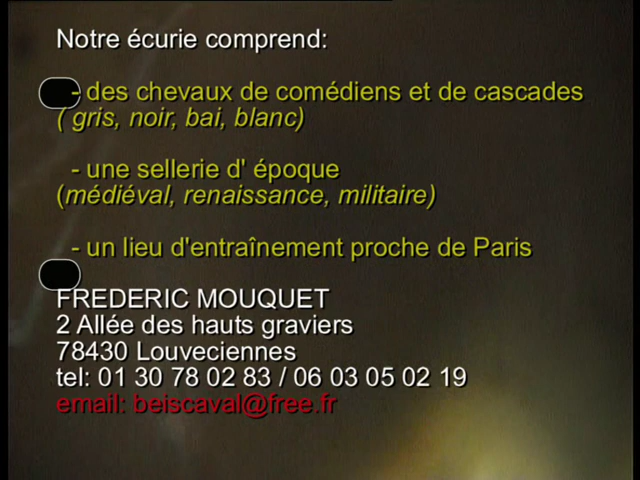 Notre écurie comprend:
- des chevaux de comédiens et de cascades
( gris, noir, bai, blanc)
- une sellerie d' époque
(médiéval, renaissance, militaire)
- un lieu d'entraînement proche de Paris
FREDERIC MOUQUET
2 Allée des hauts graviers
78430 Louveciennes
tel: 01 30 78 02 83 / 06 03 05 02 19
email: beiscaval@free.fr